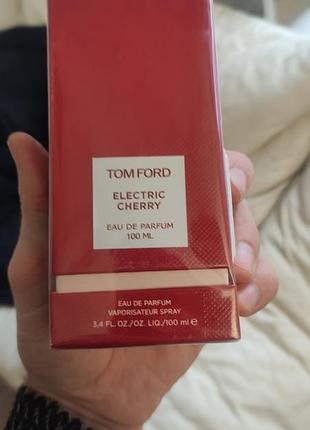 TOM FORD
ELECTRIC
CHERRY
EAU DE PARFUM
100 ML
EAU DE PARFUM
VAPORISATEUR SPRAY
3.4 FL. OZ./OZ. LIQ./100 ml ℮